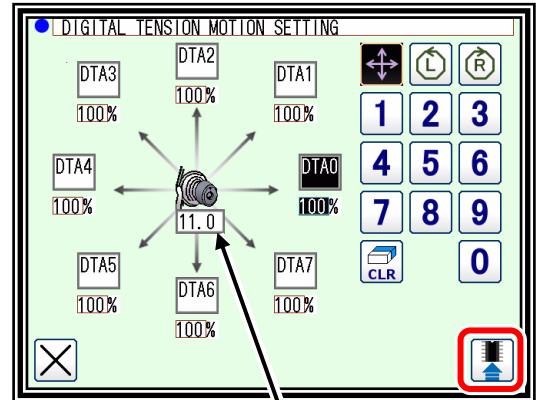 DIGITAL TENSION MOTION SETTING
DTA2
100%
DTA3
100%
DTA1
100%
DTA4
100%
DTA0
100%
11.0
DTA5
100%
DTA6
100%
DTA7
100%
L R
1 2 3
4 5 6
7 8 9
CLR 0